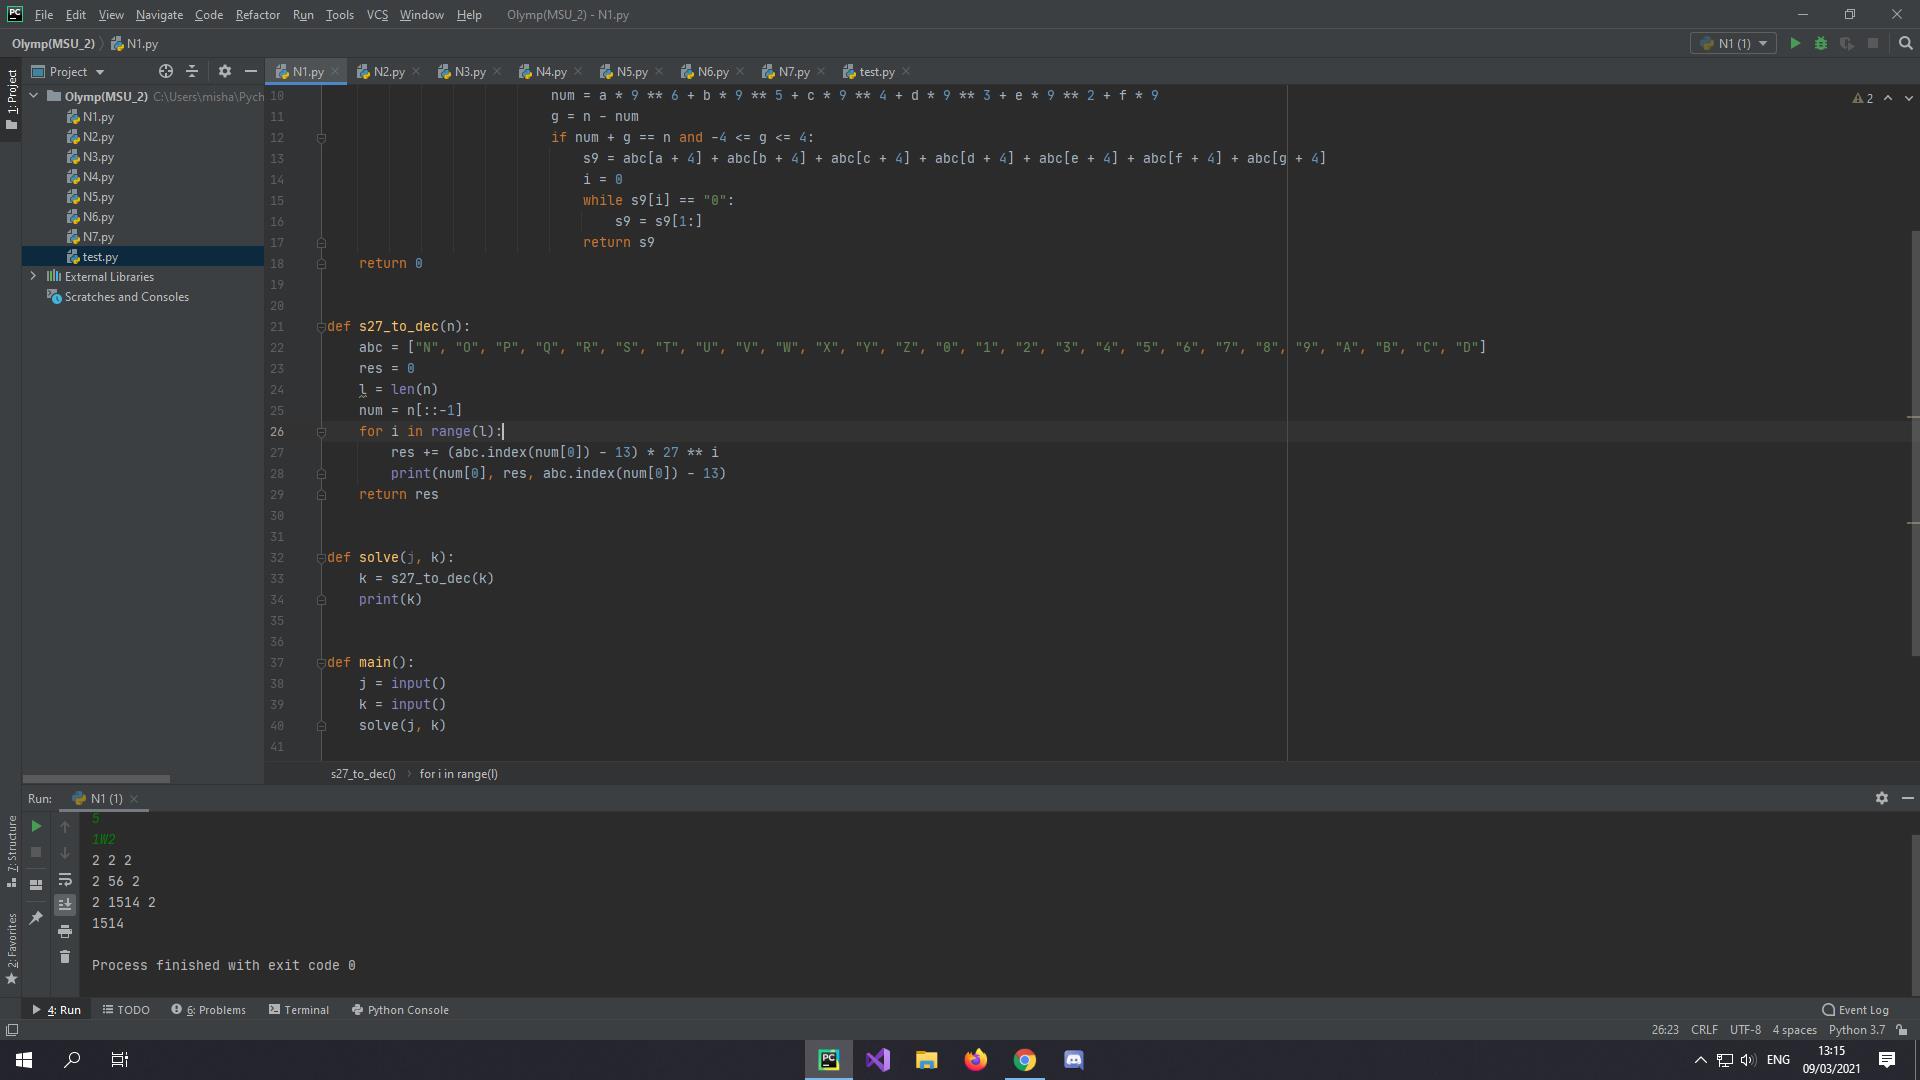 File Edit View Navigate Code Refactor Run Tools VCS Window Help Olymp(MSU_2) - N1.py
Olymp(MSU_2) N1.py N1 (1)
Project N1.py N2.py N3.py N4.py N5.py N6.py N7.py test.py
1: Project
Olymp(MSU_2) C:\Users\misha\Pych
N1.py
N2.py
N3.py
N4.py
N5.py
N6.py
N7.py
test.py
External Libraries
Scratches and Consoles
2
10 num = a * 9 ** 6 + b * 9 ** 5 + c * 9 ** 4 + d * 9 ** 3 + e * 9 ** 2 + f * 9
11 g = n - num
12 if num + g == n and -4 <= g <= 4:
13 s9 = abc[a + 4] + abc[b + 4] + abc[c + 4] + abc[d + 4] + abc[e + 4] + abc[f + 4] + abc[g + 4]
14 i = 0
15 while s9[i] == "0":
16 s9 = s9[1:]
17 return s9
18 return 0
19
20
21 def s27_to_dec(n):
22 abc = ["N", "O", "P", "Q", "R", "S", "T", "U", "V", "W", "X", "Y", "Z", "0", "1", "2", "3", "4", "5", "6", "7", "8", "9", "A", "B", "C", "D"]
23 res = 0
24 l = len(n)
25 num = n[::-1]
26 for i in range(l):
27 res += (abc.index(num[0]) - 13) * 27 ** i
28 print(num[0], res, abc.index(num[0]) - 13)
29 return res
30
31
32 def solve(j, k):
33 k = s27_to_dec(k)
34 print(k)
35
36
37 def main():
38 j = input()
39 k = input()
40 solve(j, k)
41
s27_to_dec() for i in range(l)
Run: N1 (1)
7: Structure
2: Favorites
5
1W2
2 2 2
2 56 2
2 1514 2
1514
Process finished with exit code 0
4: Run TODO 6: Problems Terminal Python Console Event Log
26:23 CRLF UTF-8 4 spaces Python 3.7
PC ENG 13:15
09/03/2021